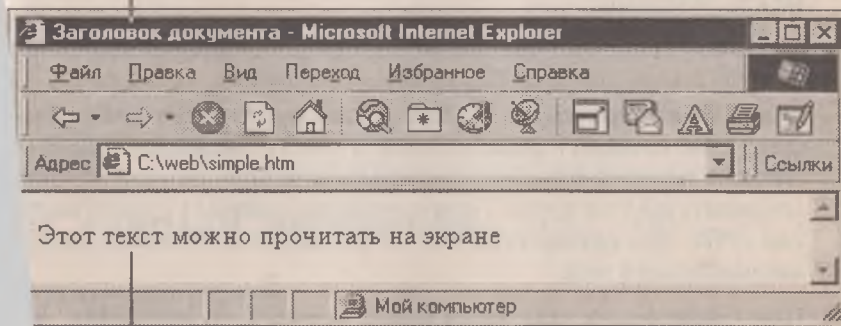 Заголовок документа - Microsoft Internet Explorer
Файл Правка Вид Переход Избранное Справка
Адрес C:\web\simple.htm Ссылки
Этот текст можно прочитать на экране
Мой компьютер